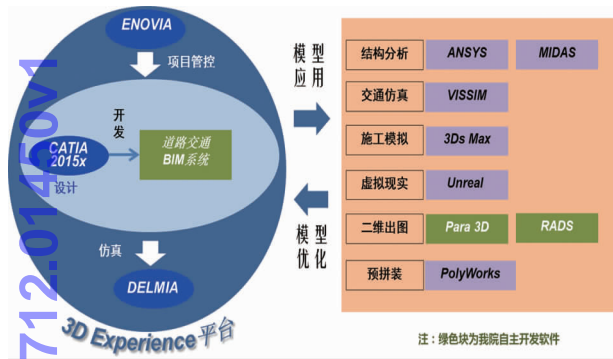 ENOVIA
项目管控
开发
CATIA
2015x
设计
道路交通
BIM系统
仿真
DELMIA
3D Experience平台
712.01450v1
模型
应用
模型
优化
结构分析 ANSYS MIDAS
交通仿真 VISSIM
施工模拟 3Ds Max
虚拟现实 Unreal
二维出图 Para 3D RADS
预拼装 PolyWorks
注：绿色块为我院自主开发软件